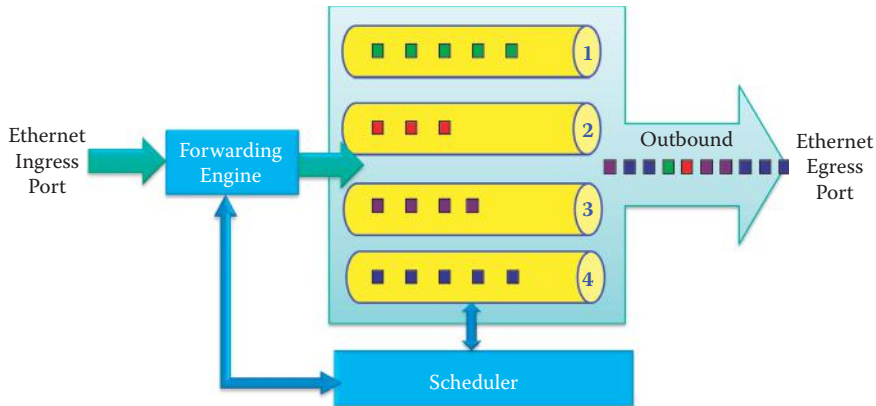 Ethernet
Ingress
Port
Forwarding
Engine
1
2
3
4
Outbound
Ethernet
Egress
Port
Scheduler